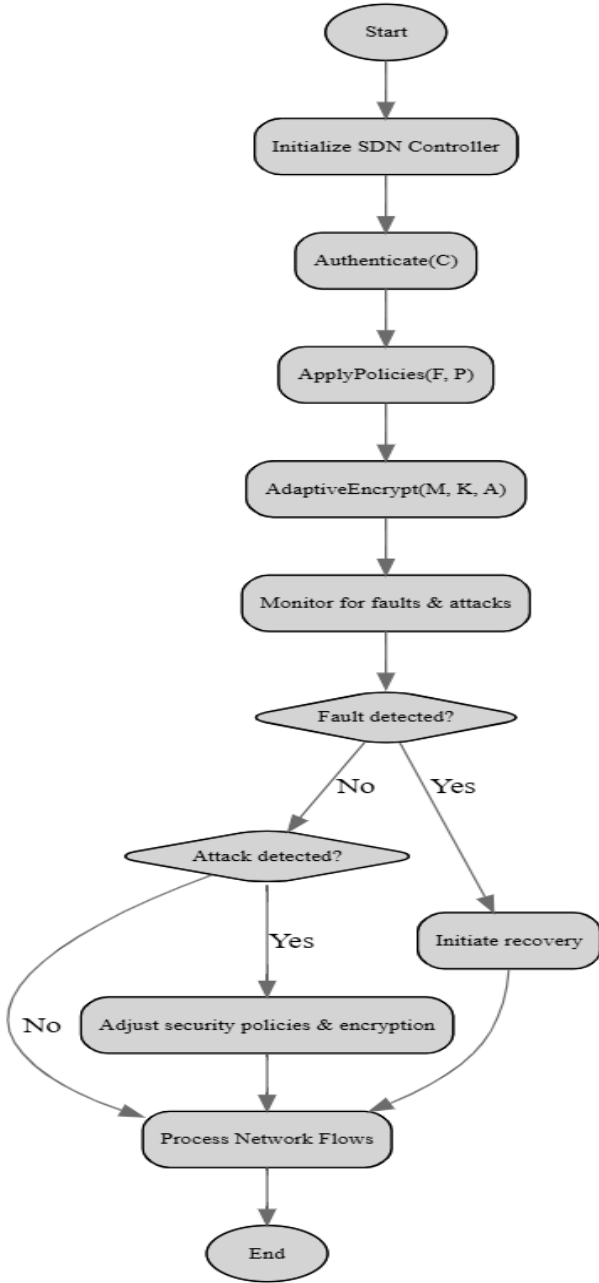 Start
Initialize SDN Controller
Authenticate(C)
ApplyPolicies(F, P)
AdaptiveEncrypt(M, K, A)
Monitor for faults & attacks
Fault detected?
No
Yes
Attack detected?
Yes
Initiate recovery
No
Adjust security policies & encryption
Process Network Flows
End